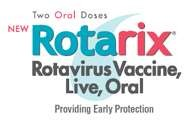 Two Oral Doses
NEW
Rotarix®
Rotavirus Vaccine,
Live, Oral
Providing Early Protection